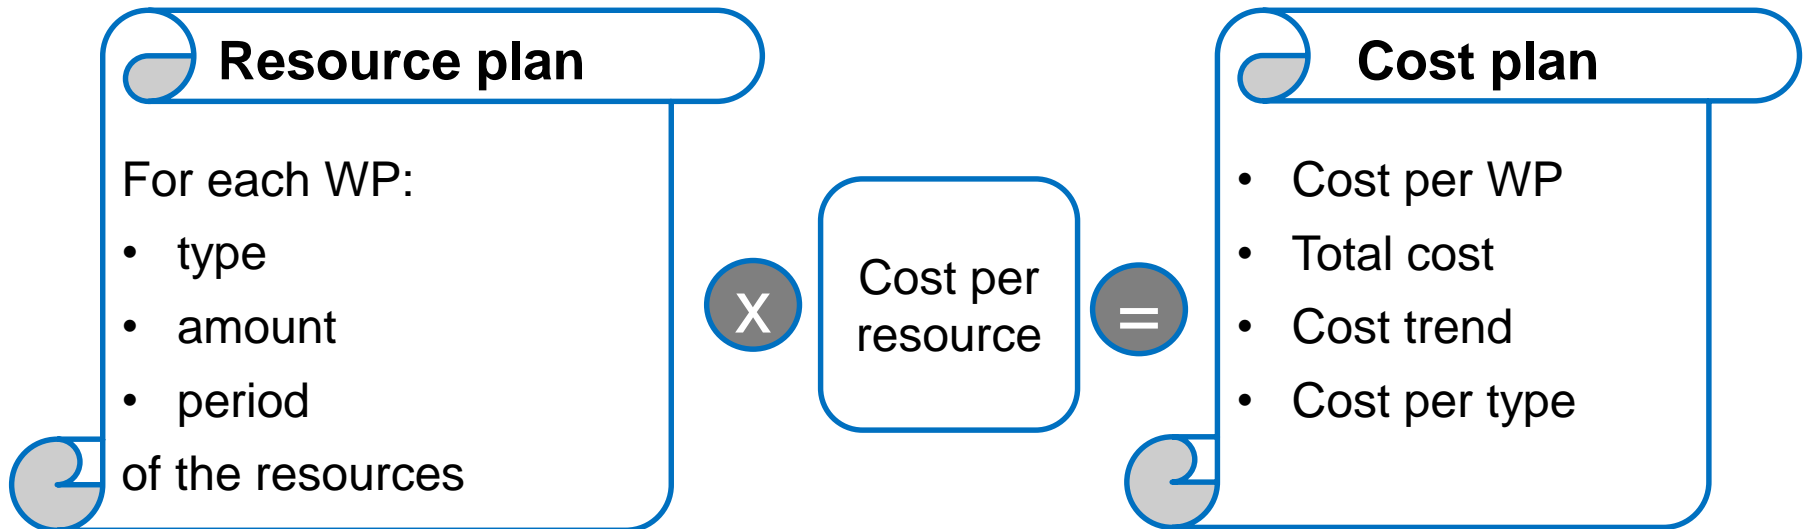 Resource plan
For each WP:
• type
• amount
• period
of the resources
x
Cost per
resource
=
Cost plan
• Cost per WP
• Total cost
• Cost trend
• Cost per type